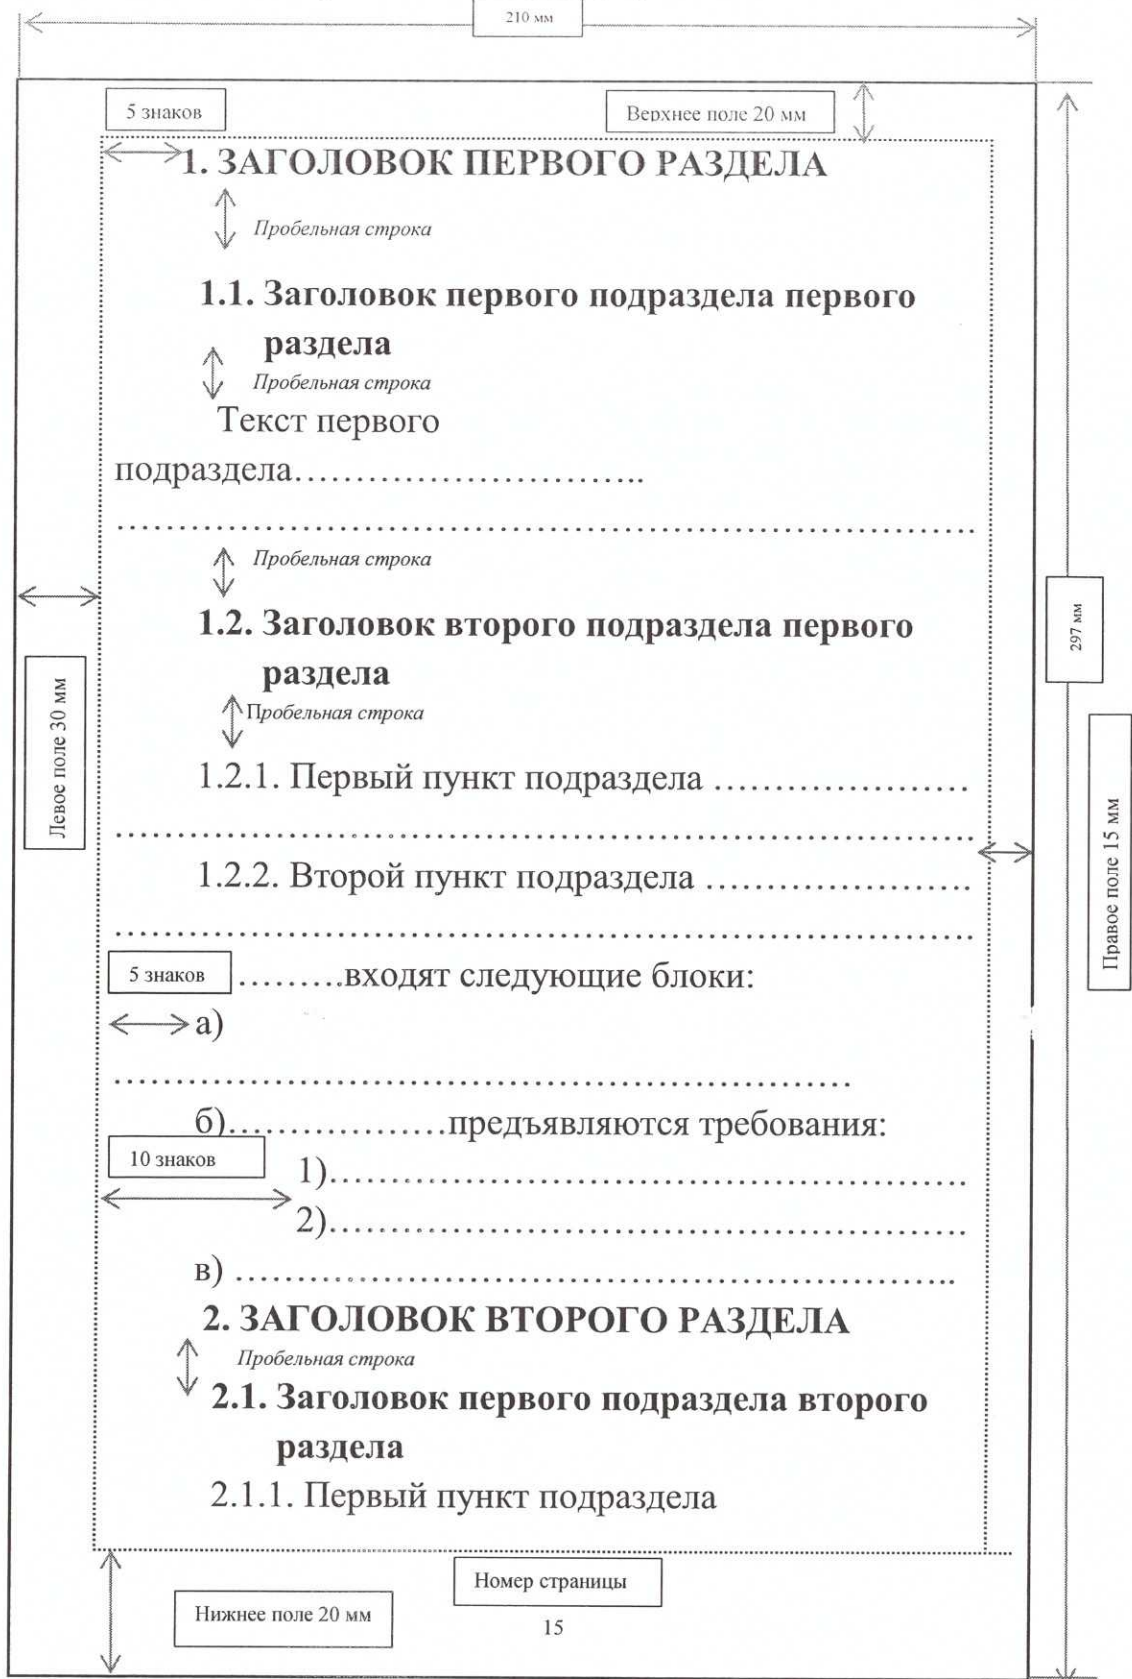 210 мм
5 знаков
Верхнее поле 20 мм
1. ЗАГОЛОВОК ПЕРВОГО РАЗДЕЛА
Пробельная строка
1.1. Заголовок первого подраздела первого
раздела
Пробельная строка
Текст первого
подраздела…………………………..
……………………………………………………………………………
Пробельная строка
1.2. Заголовок второго подраздела первого
раздела
Пробельная строка
297 мм
Левое поле 30 мм
1.2.1. Первый пункт подраздела …………………
……………………………………………………………………………
Правое поле 15 мм
1.2.2. Второй пункт подраздела …………………
……………………………………………………………………………
5 знаков
………входят следующие блоки:
а)
…………………………………………………………………
б)………………предъявляются требования:
10 знаков
1)……………………………………………………
2)……………………………………………………
в) …………………………………………………………..
2. ЗАГОЛОВОК ВТОРОГО РАЗДЕЛА
Пробельная строка
2.1. Заголовок первого подраздела второго
раздела
2.1.1. Первый пункт подраздела
Номер страницы
Нижнее поле 20 мм
15